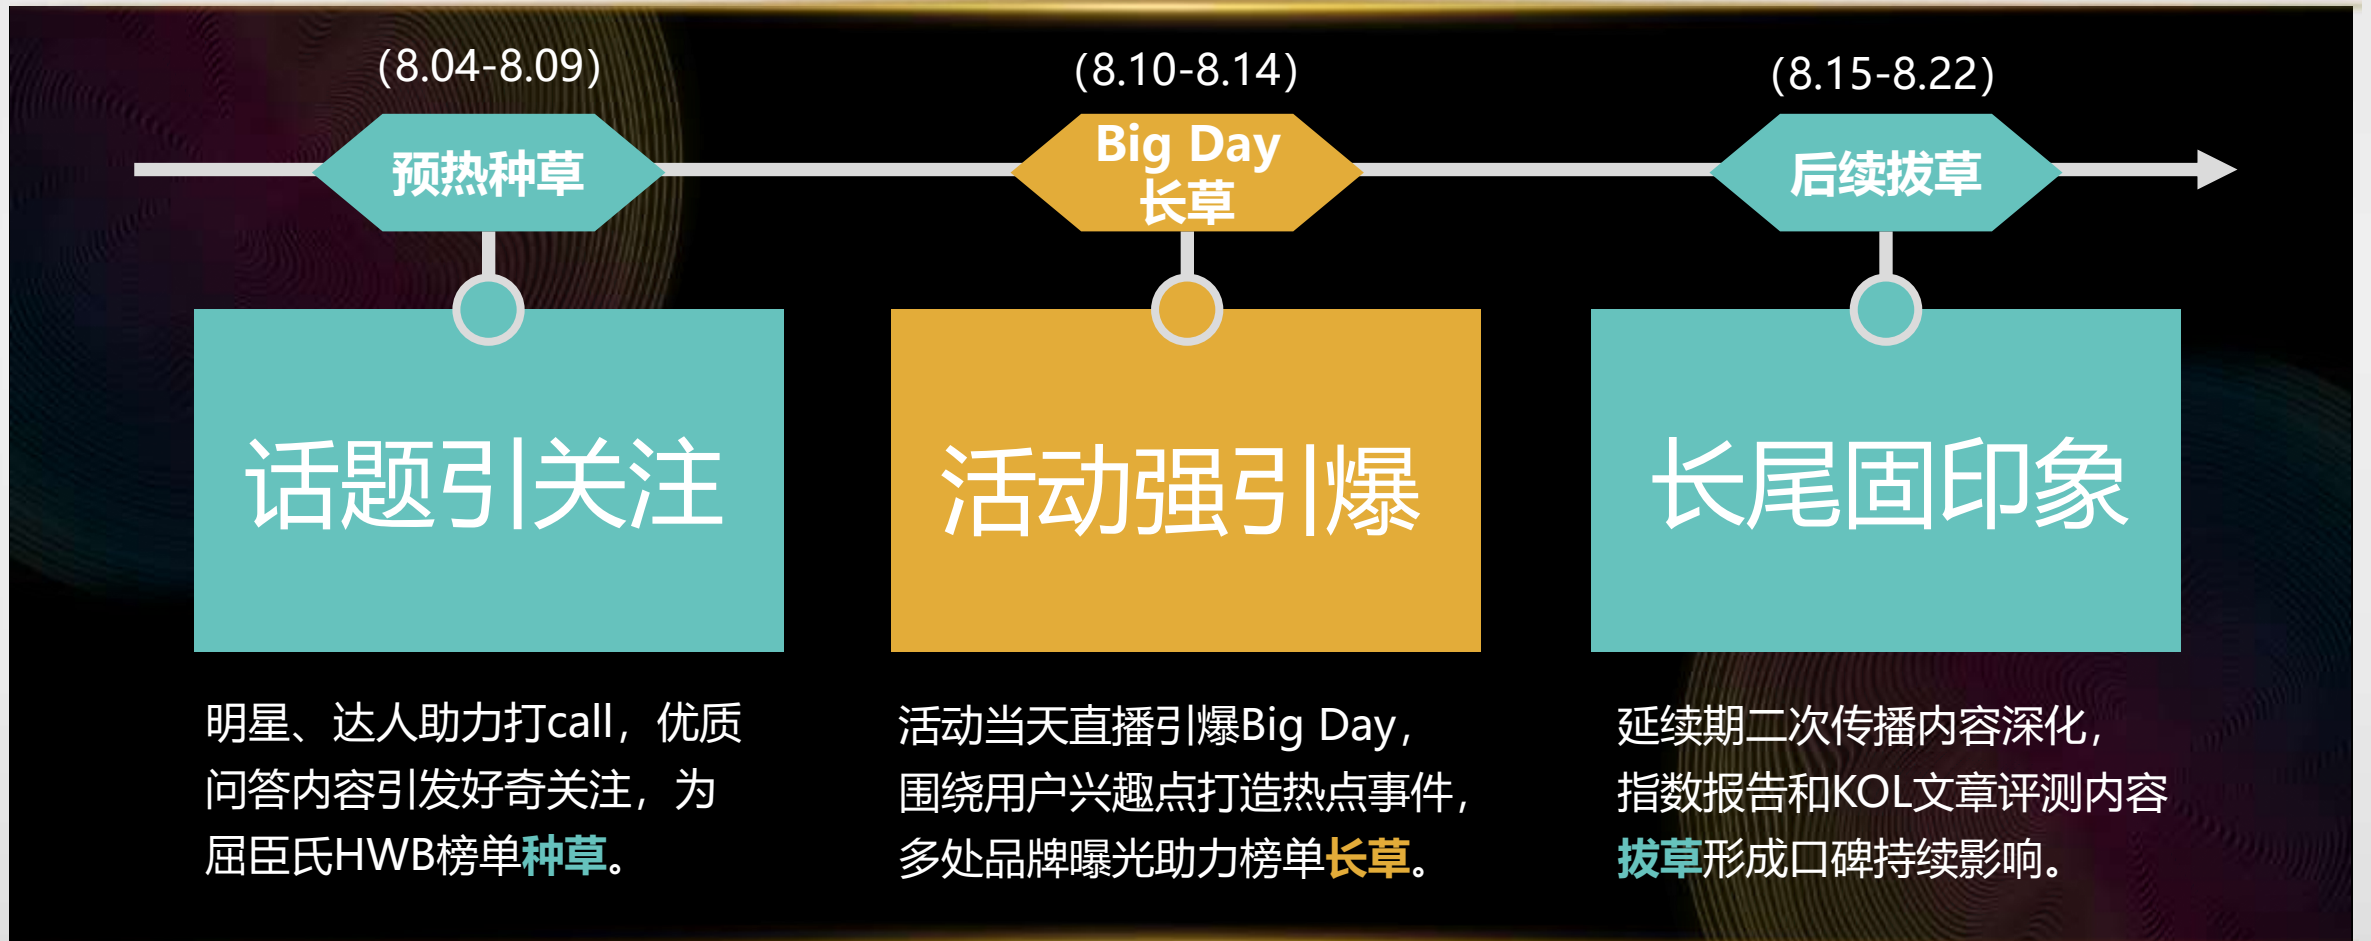 (8.04-8.09)
预热种草
话题引关注
明星、达人助力打call，优质
问答内容引发好奇关注，为
屈臣氏HWB榜单种草。
(8.10-8.14)
Big Day
长草
活动强引爆
活动当天直播引爆Big Day，
围绕用户兴趣点打造热点事件，
多处品牌曝光助力榜单长草。
(8.15-8.22)
后续拔草
长尾固印象
延续期二次传播内容深化，
指数报告和KOL文章评测内容
拔草形成口碑持续影响。